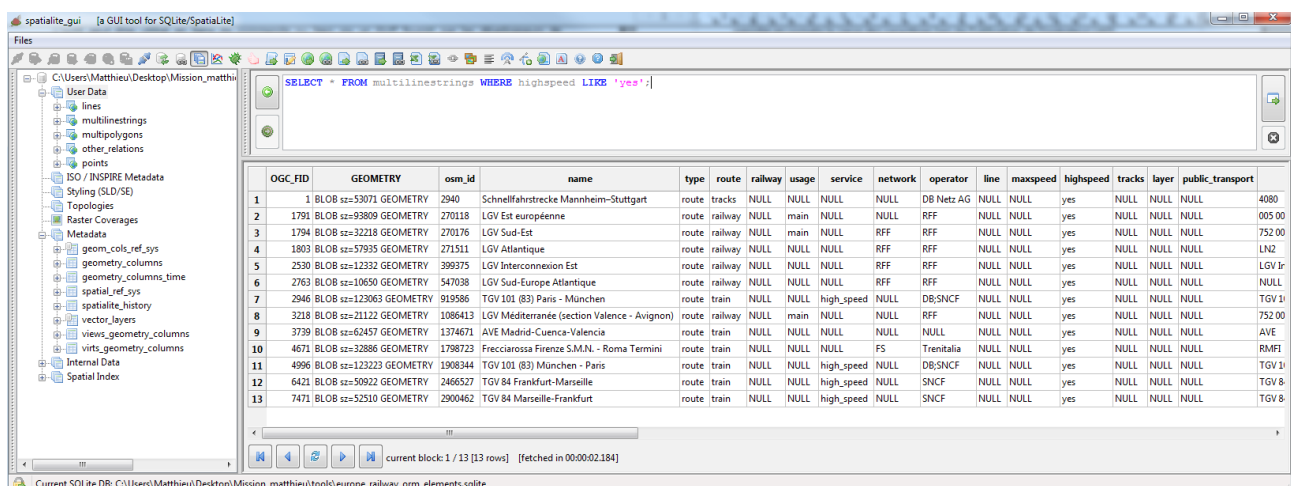 spatialite_gui [a GUI tool for SQLite/SpatiaLite]
Files
C:\Users\Matthieu\Desktop\Mission_matthi
User Data
lines
multilinestrings
multipolygons
other_relations
points
ISO / INSPIRE Metadata
Styling (SLD/SE)
Topologies
Raster Coverages
Metadata
geom_cols_ref_sys
geometry_columns
geometry_columns_time
spatial_ref_sys
spatialite_history
vector_layers
views_geometry_columns
virts_geometry_columns
Internal Data
Spatial Index
SELECT * FROM multilinestrings WHERE highspeed LIKE 'yes';
OGC_FID GEOMETRY osm_id name type route railway usage service network operator line maxspeed highspeed tracks layer public_transport
1 1 BLOB sz=53071 GEOMETRY 2940 Schnellfahrstrecke Mannheim–Stuttgart route tracks NULL NULL NULL NULL DB Netz AG NULL NULL yes NULL NULL NULL 4080
2 1791 BLOB sz=93809 GEOMETRY 270118 LGV Est européenne route railway NULL main NULL NULL RFF NULL NULL yes NULL NULL NULL 005 00
3 1794 BLOB sz=32218 GEOMETRY 270176 LGV Sud-Est route railway NULL main NULL RFF RFF NULL NULL yes NULL NULL NULL 752 00
4 1803 BLOB sz=57935 GEOMETRY 271511 LGV Atlantique route railway NULL NULL NULL RFF RFF NULL NULL yes NULL NULL NULL LN2
5 2530 BLOB sz=12332 GEOMETRY 399375 LGV Interconnexion Est route railway NULL NULL NULL RFF RFF NULL NULL yes NULL NULL NULL LGV Ir
6 2763 BLOB sz=10650 GEOMETRY 547038 LGV Sud-Europe Atlantique route railway NULL NULL NULL RFF RFF NULL NULL yes NULL NULL NULL NULL
7 2946 BLOB sz=123063 GEOMETRY 919586 TGV 101 (83) Paris - München route train NULL NULL high_speed NULL DB;SNCF NULL NULL yes NULL NULL NULL TGV 1
8 3218 BLOB sz=21122 GEOMETRY 1086413 LGV Méditerranée (section Valence - Avignon) route railway NULL main NULL NULL RFF NULL NULL yes NULL NULL NULL 752 00
9 3739 BLOB sz=62457 GEOMETRY 1374671 AVE Madrid-Cuenca-Valencia route train NULL NULL NULL NULL NULL NULL NULL yes NULL NULL NULL AVE
10 4671 BLOB sz=32886 GEOMETRY 1798723 Frecciarossa Firenze S.M.N. - Roma Termini route train NULL NULL NULL FS Trenitalia NULL NULL yes NULL NULL NULL RMFI
11 4996 BLOB sz=123223 GEOMETRY 1908344 TGV 101 (83) München - Paris route train NULL NULL high_speed NULL DB;SNCF NULL NULL yes NULL NULL NULL TGV 1
12 6421 BLOB sz=50922 GEOMETRY 2466527 TGV 84 Frankfurt-Marseille route train NULL NULL high_speed NULL SNCF NULL NULL yes NULL NULL NULL TGV 8
13 7471 BLOB sz=52510 GEOMETRY 2900462 TGV 84 Marseille-Frankfurt route train NULL NULL high_speed NULL SNCF NULL NULL yes NULL NULL NULL TGV 8
current block: 1 / 13 [13 rows] [fetched in 00:00:02.184]
Current SQLite DB: C:\Users\Matthieu\Desktop\Mission_matthieu\tools\europe_railway_orm_elements.sqlite